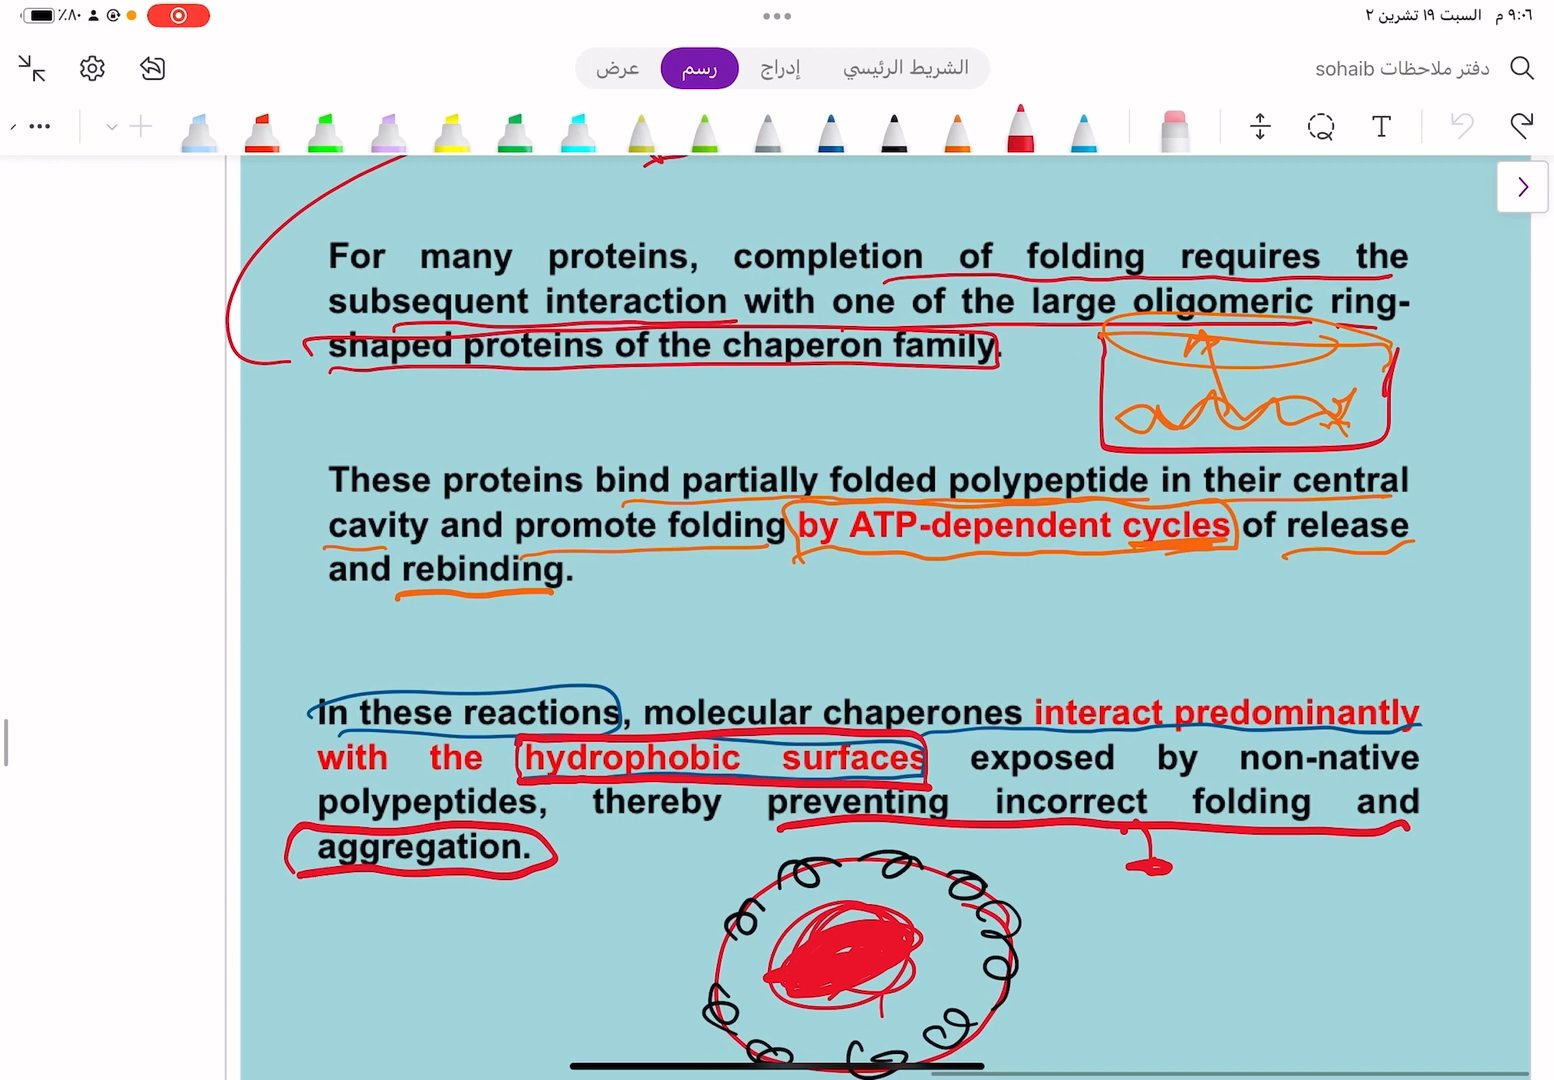 ٪٨٠
السبت ١٩ تشرين ٢ ٩:٠٦ م
عرض رسم إدراج الشريط الرئيسي
دفتر ملاحظات sohaib
T
For many proteins, completion of folding requires the
subsequent interaction with one of the large oligomeric ring-
shaped proteins of the chaperon family.
These proteins bind partially folded polypeptide in their central
cavity and promote folding by ATP-dependent cycles of release
and rebinding.
In these reactions, molecular chaperones interact predominantly
with the hydrophobic surfaces exposed by non-native
polypeptides, thereby preventing incorrect folding and
aggregation.